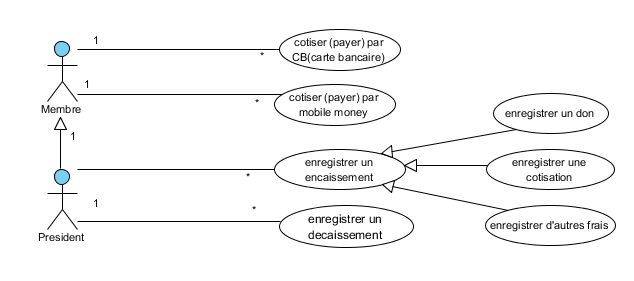 1
cotiser (payer) par
CB(carte bancaire)
*
1
cotiser (payer) par
mobile money
*
Membre
enregistrer un don
1
enregistrer un
encaissement
*
enregistrer une
cotisation
1
*
enregistrer un
decaissement
enregistrer d'autres frais
President